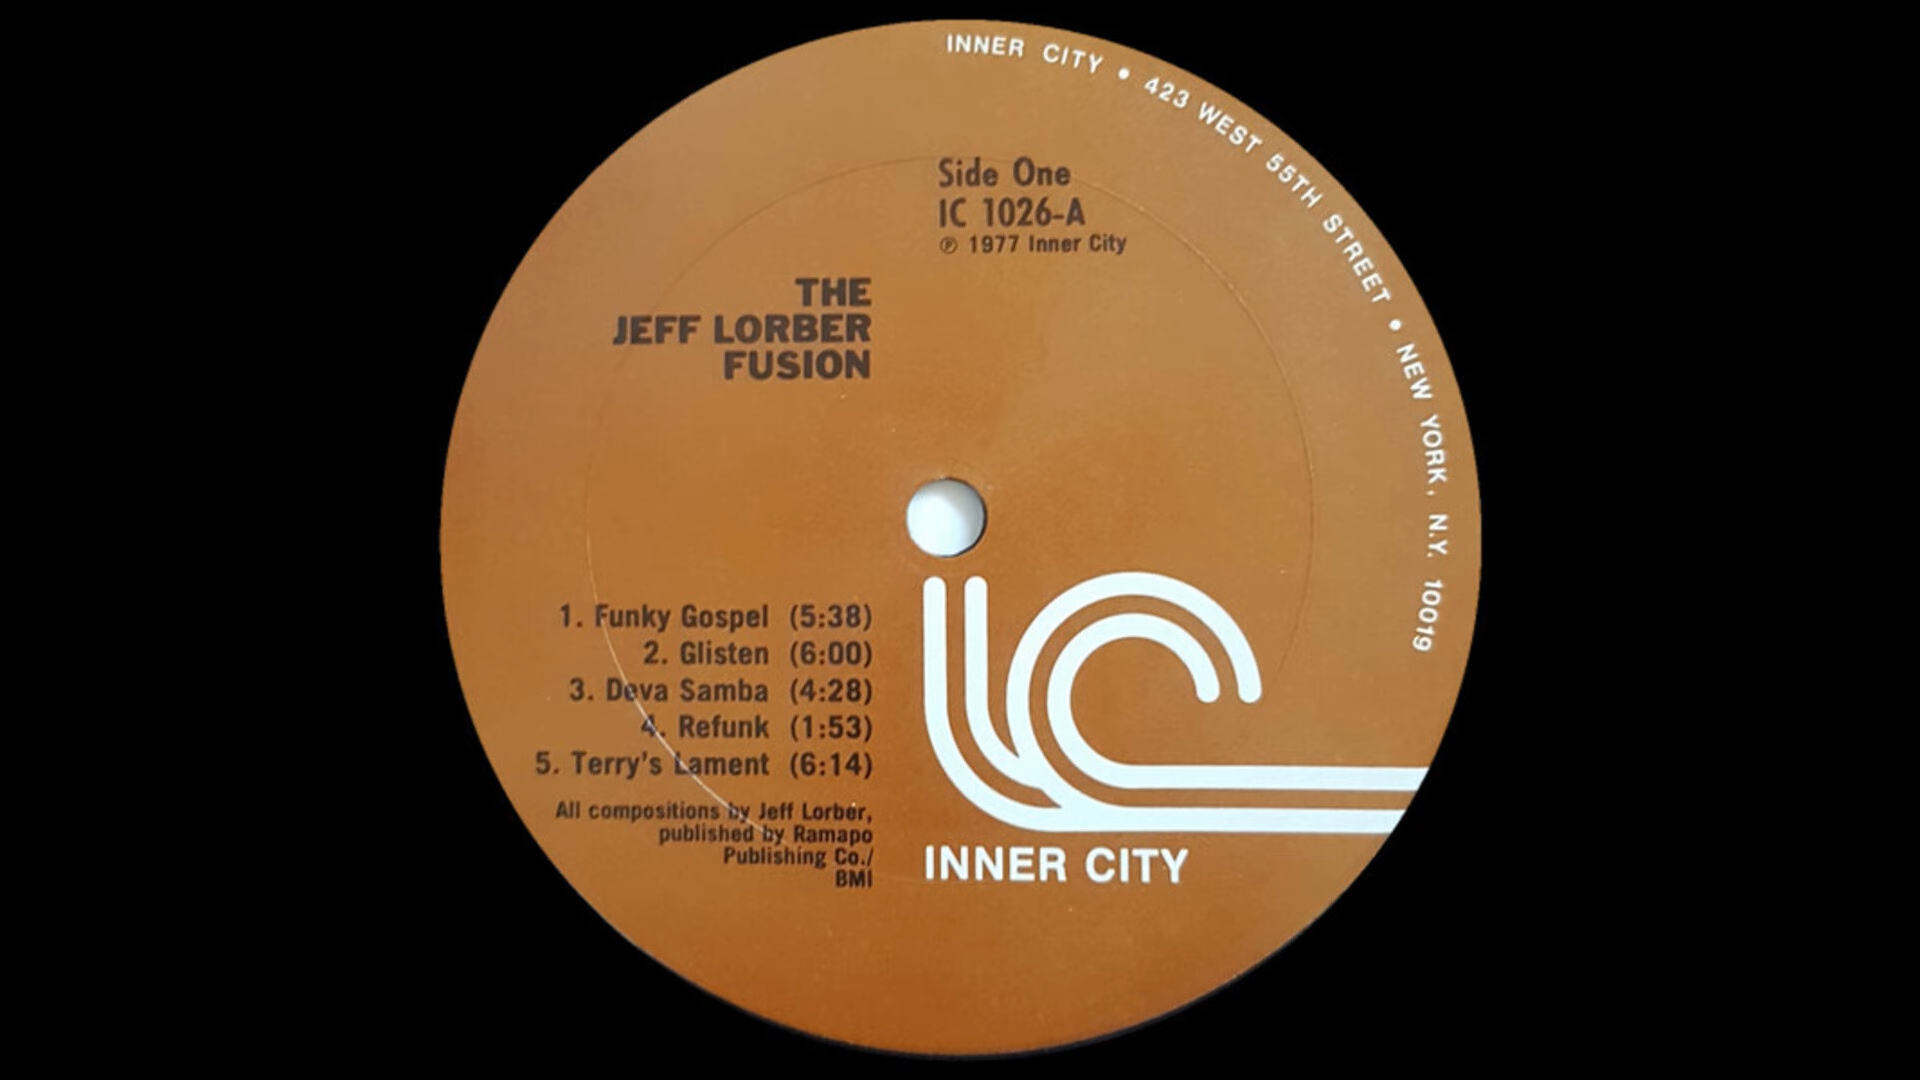 INNER CITY • 423 WEST 55TH STREET • NEW YORK, N.Y. 10019
Side One
IC 1026-A
℗ 1977 Inner City
THE
JEFF LORBER
FUSION
1. Funky Gospel (5:38)
2. Glisten (6:00)
3. Deva Samba (4:28)
4. Refunk (1:53)
5. Terry's Lament (6:14)
All compositions by Jeff Lorber,
published by Ramapo
Publishing Co./
BMI
ic
INNER CITY